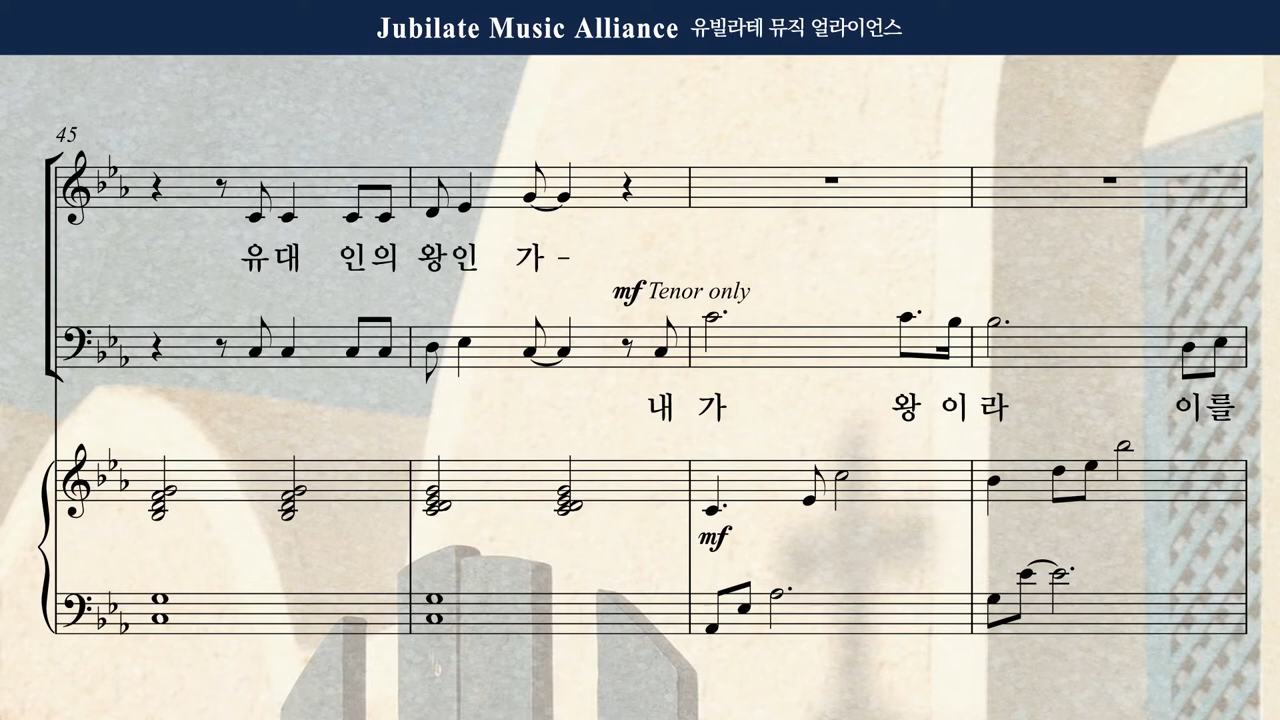 Jubilate Music Alliance 유빌라테 뮤직 얼라이언스
45
유대 인의 왕인 가-
mf Tenor only
내 가 왕 이 라 이를
mf